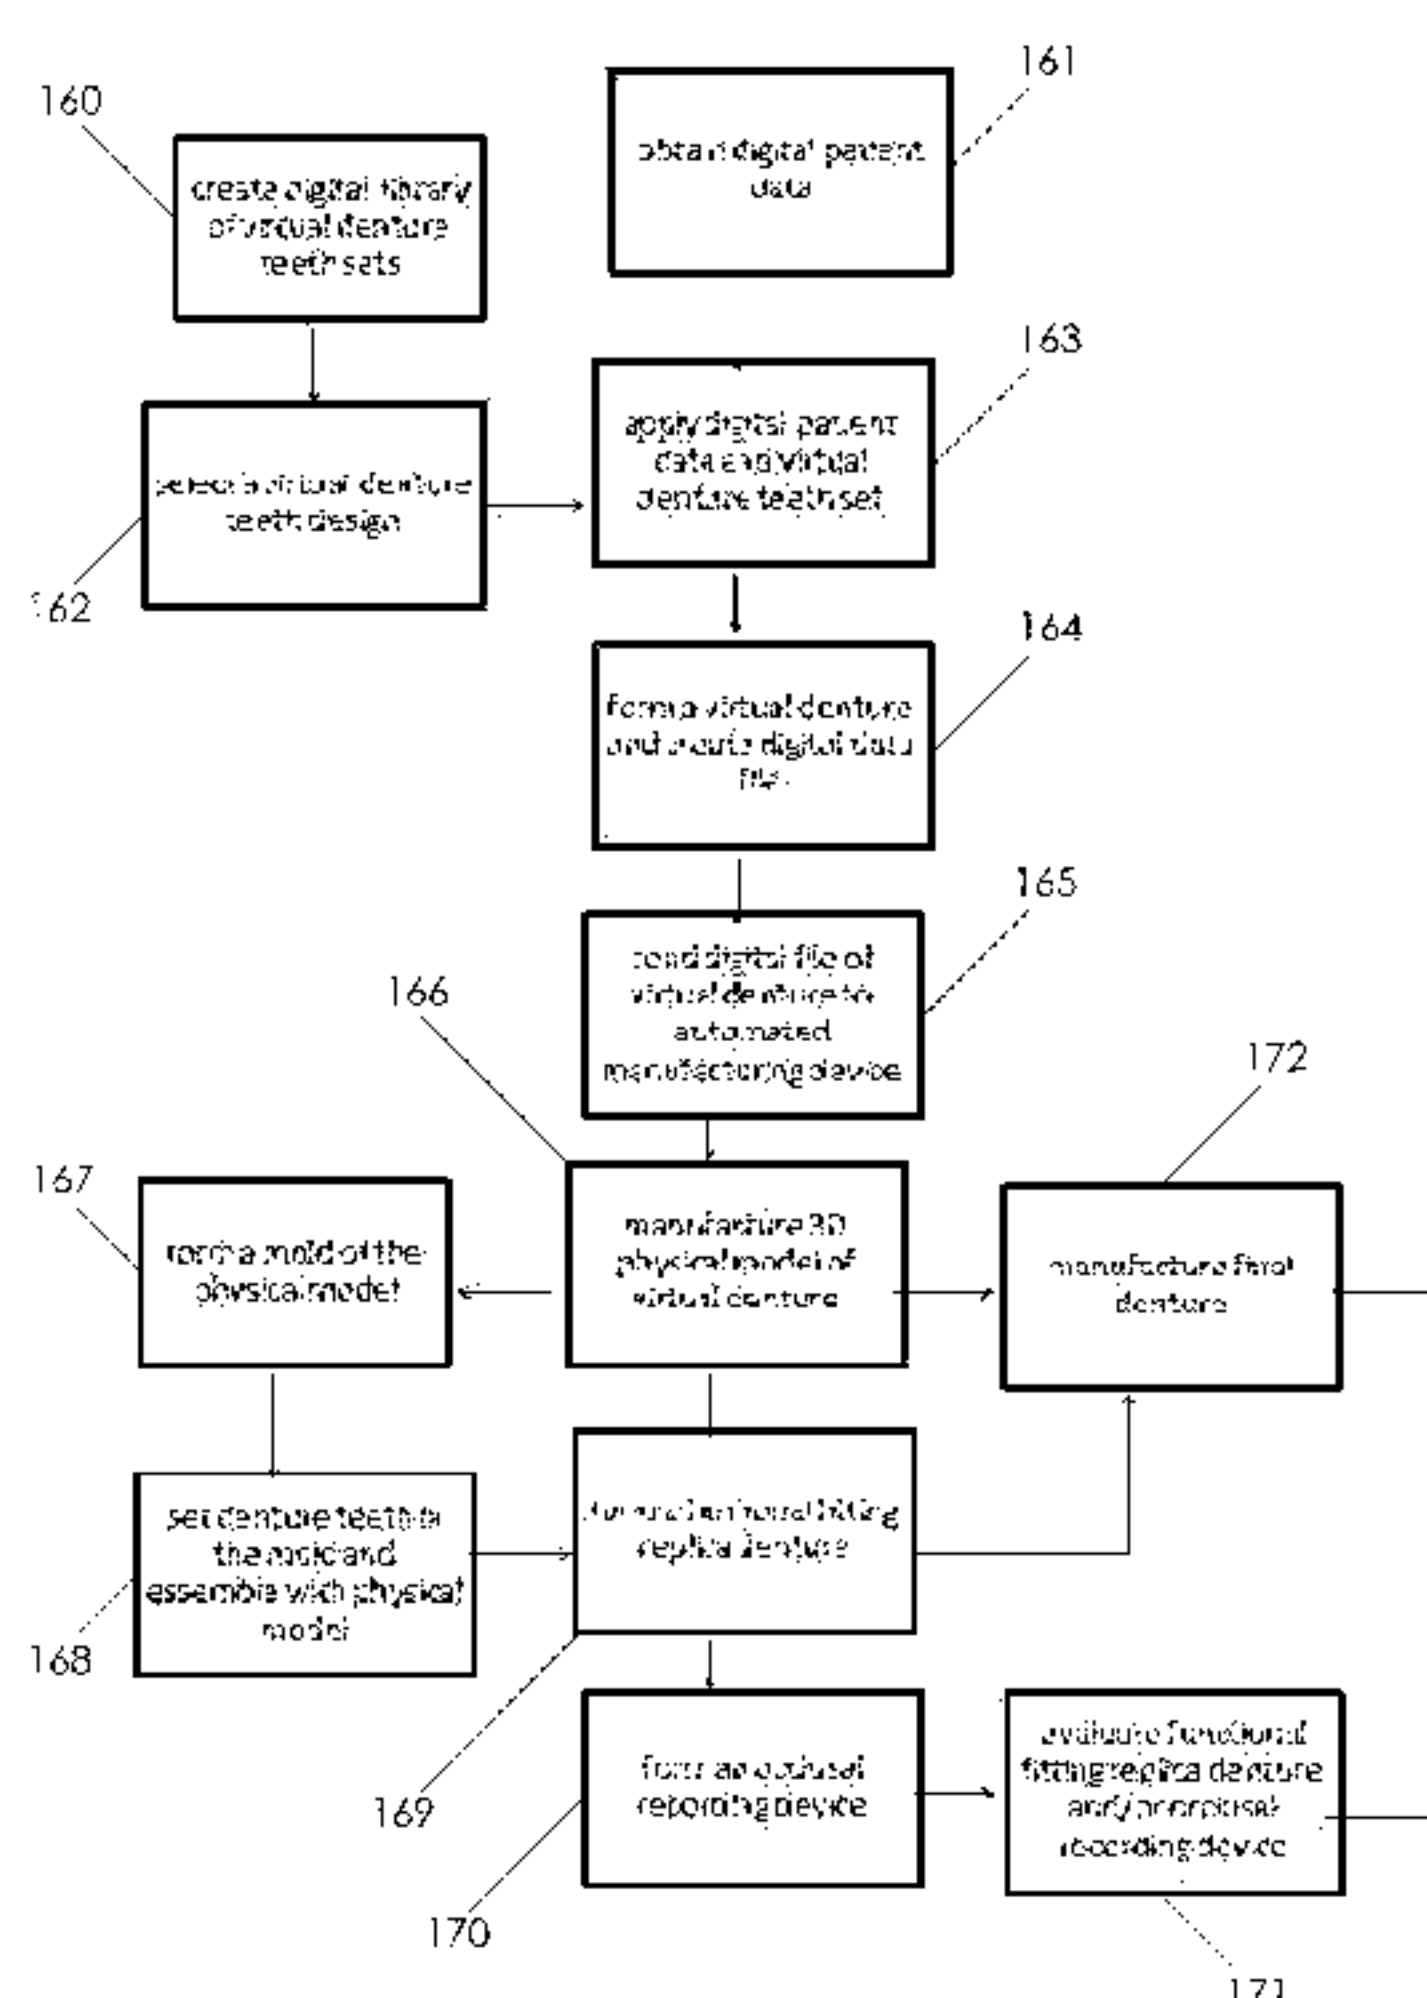 161
160
obtain digital patient
data
create digital library
of virtual denture
teeth sets
163
apply digital patient
data and virtual
denture teeth set
select a virtual denture
teeth design
162
164
form a virtual denture
and create digital data
file
165
166
send digital file of
virtual denture to
automated
manufacturing device
172
167
manufacture 3D
physical model of
virtual denture
form a mold of the
physical model
manufacture final
denture
set denture teeth in
the mold and
assemble with physical
model
168
fitting
replica denture
169
form an occlusal
recording device
170
evaluate functional
fitting replica denture
and/or occlusal
recording device
171